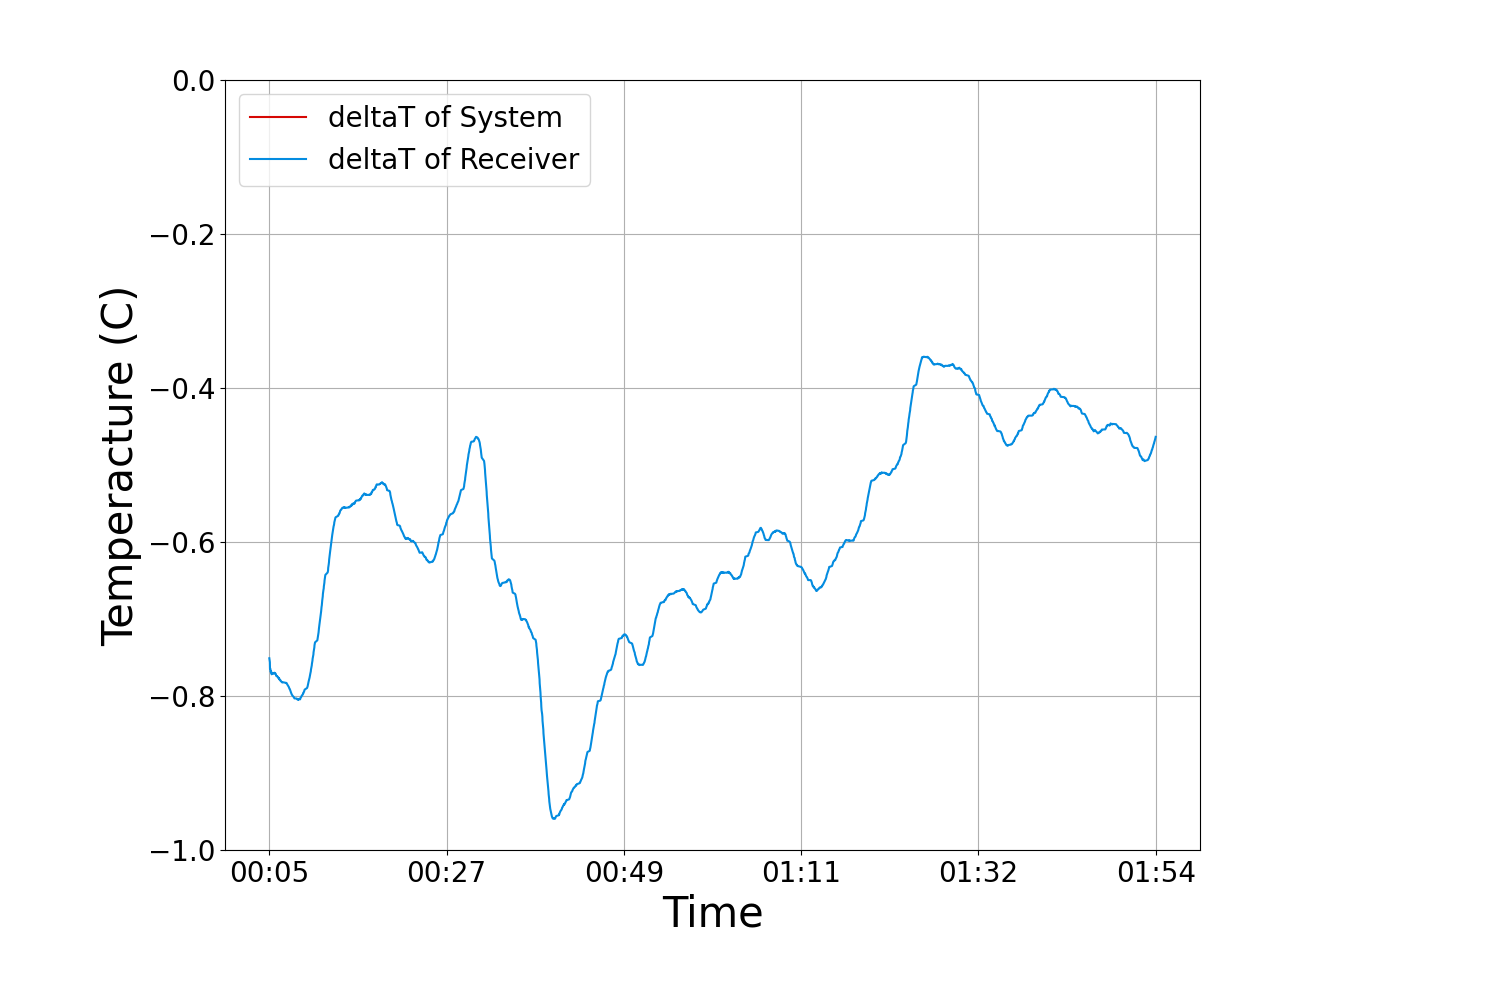 deltaT of System
deltaT of Receiver
Temperacture (C)
0.0
−0.2
−0.4
−0.6
−0.8
−1.0
00:05 00:27 00:49 01:11 01:32 01:54
Time